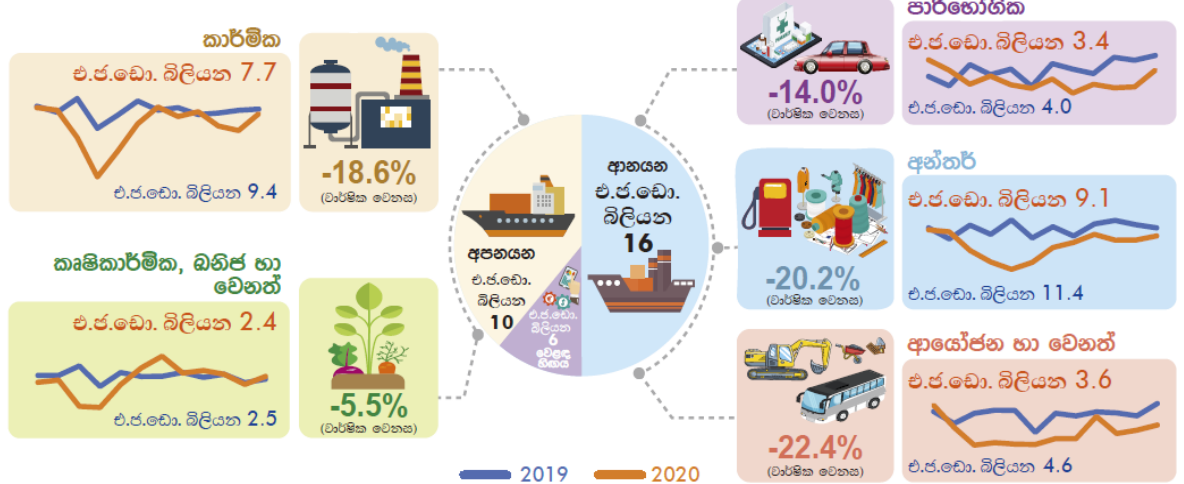 කාර්මික
එ.ජ.ඩො. බිලියන 7.7
එ.ජ.ඩො. බිලියන 9.4
-18.6%
(වාර්ෂික වෙනස)
කෘෂිකාර්මික, ඛනිජ හා
වෙනත්
එ.ජ.ඩො. බිලියන 2.4
එ.ජ.ඩො. බිලියන 2.5
-5.5%
(වාර්ෂික වෙනස)
අපනයන
එ.ජ.ඩො.
බිලියන
10
එ.ජ.ඩො.
බිලියන
6
වෙළඳ
හිඟය
ආනයන
එ.ජ.ඩො.
බිලියන
16
පාරිභෝගික
-14.0%
(වාර්ෂික වෙනස)
එ.ජ.ඩො. බිලියන 3.4
එ.ජ.ඩො. බිලියන 4.0
අන්තර්
-20.2%
(වාර්ෂික වෙනස)
එ.ජ.ඩො. බිලියන 9.1
එ.ජ.ඩො. බිලියන 11.4
ආයෝජන හා වෙනත්
-22.4%
(වාර්ෂික වෙනස)
එ.ජ.ඩො. බිලියන 3.6
එ.ජ.ඩො. බිලියන 4.6
2019 2020